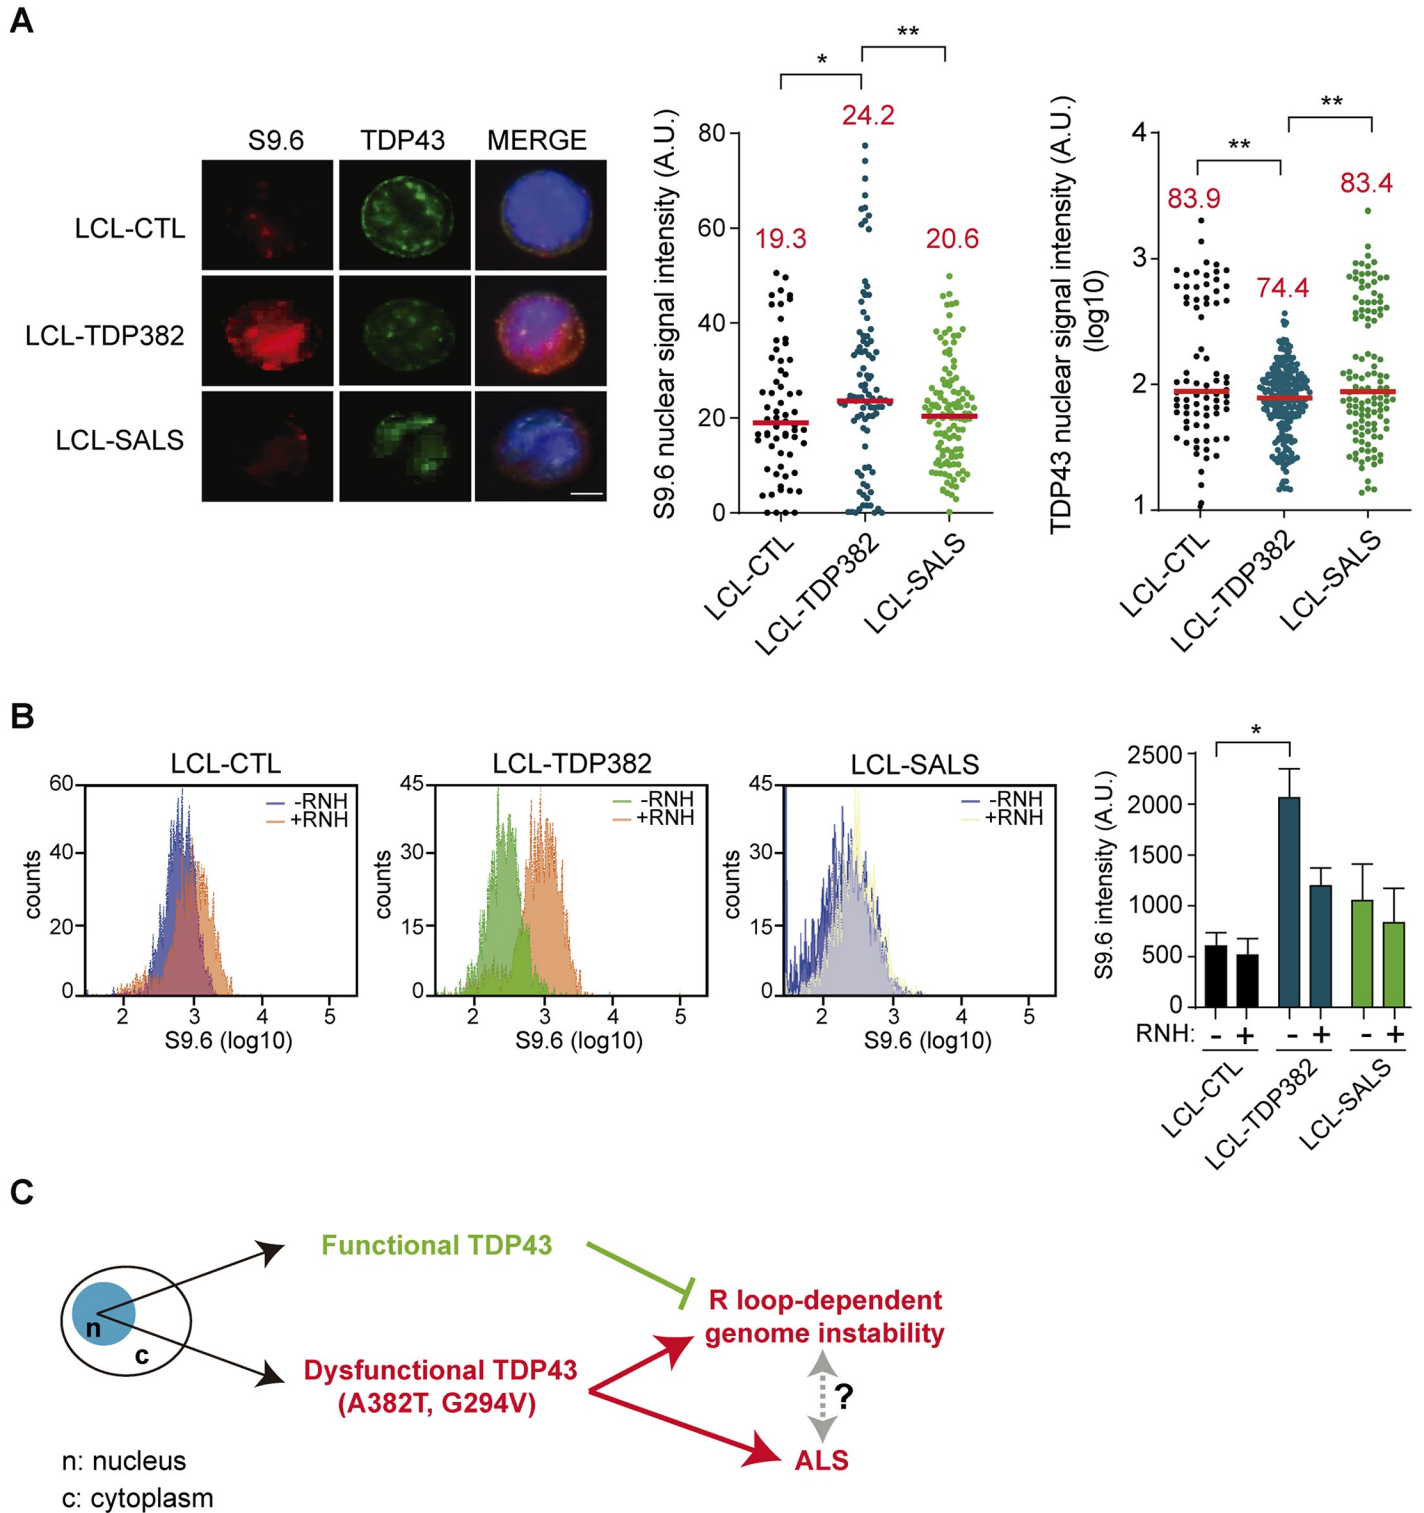 A
S9.6 TDP43 MERGE
LCL-CTL
LCL-TDP382
LCL-SALS
S9.6 nuclear signal intensity (A.U.)
80
60
40
20
0
*
**
19.3
24.2
20.6
LCL-CTL
LCL-TDP382
LCL-SALS
TDP43 nuclear signal intensity (A.U.)
(log10)
4
3
2
1
**
**
83.9
74.4
83.4
LCL-CTL
LCL-TDP382
LCL-SALS
B
LCL-CTL
counts
60
40
20
0
-RNH
+RNH
2 3 4 5
S9.6 (log10)
LCL-TDP382
counts
45
30
15
0
-RNH
+RNH
2 3 4 5
S9.6 (log10)
LCL-SALS
counts
45
30
15
0
-RNH
+RNH
2 3 4 5
S9.6 (log10)
S9.6 intensity (A.U.)
2500
2000
1500
1000
500
0
*
RNH: - + - + - +
LCL-CTL
LCL-TDP382
LCL-SALS
C
n
c
Functional TDP43
Dysfunctional TDP43
(A382T, G294V)
R loop-dependent
genome instability
?
ALS
n: nucleus
c: cytoplasm